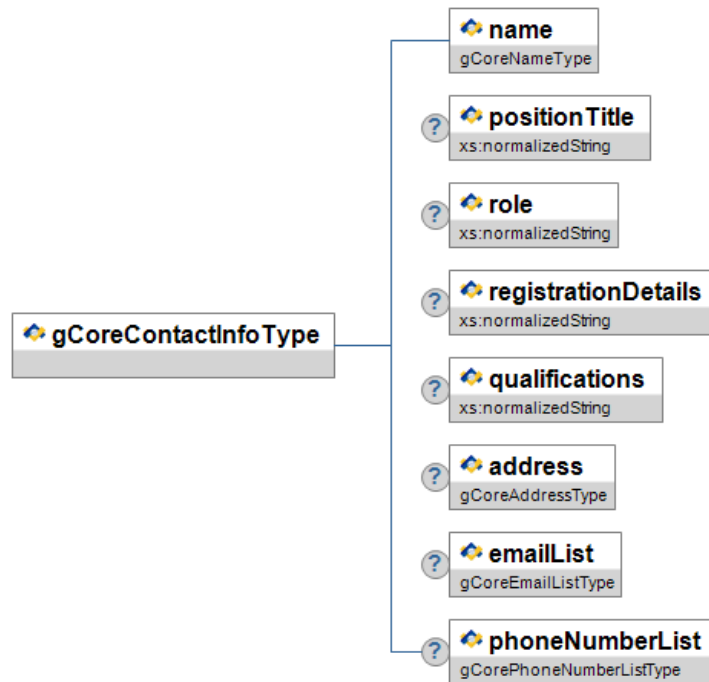 name
gCoreNameType
?
positionTitle
xs:normalizedString
?
role
xs:normalizedString
?
registrationDetails
xs:normalizedString
gCoreContactInfoType
?
qualifications
xs:normalizedString
?
address
gCoreAddressType
?
emailList
gCoreEmailListType
?
phoneNumberList
gCorePhoneNumberListType